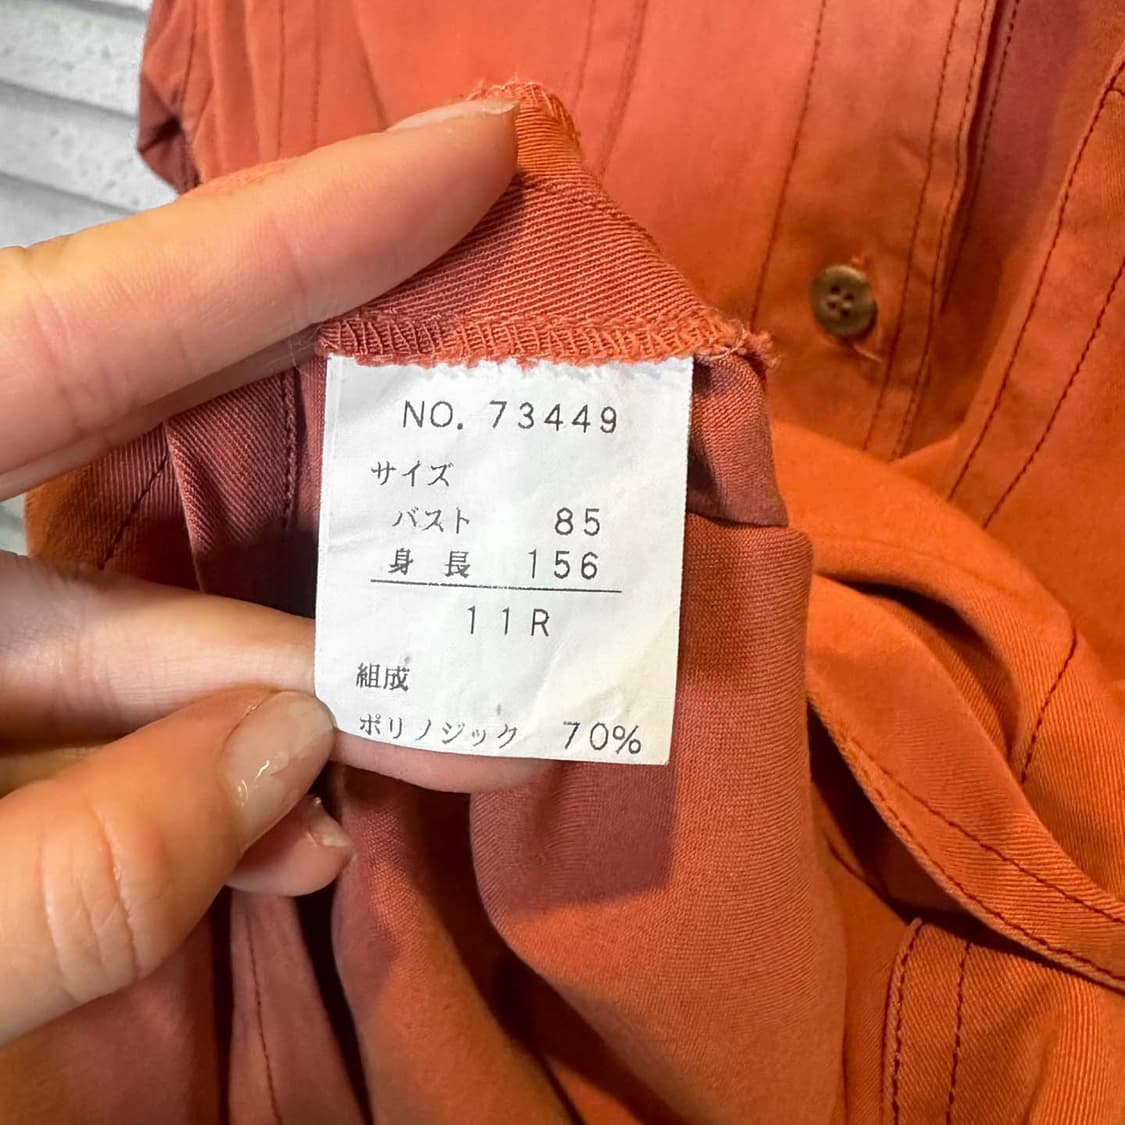 NO. 73449
サイズ
バスト 85
身長 156
11R
組成
ポリノジック 70%